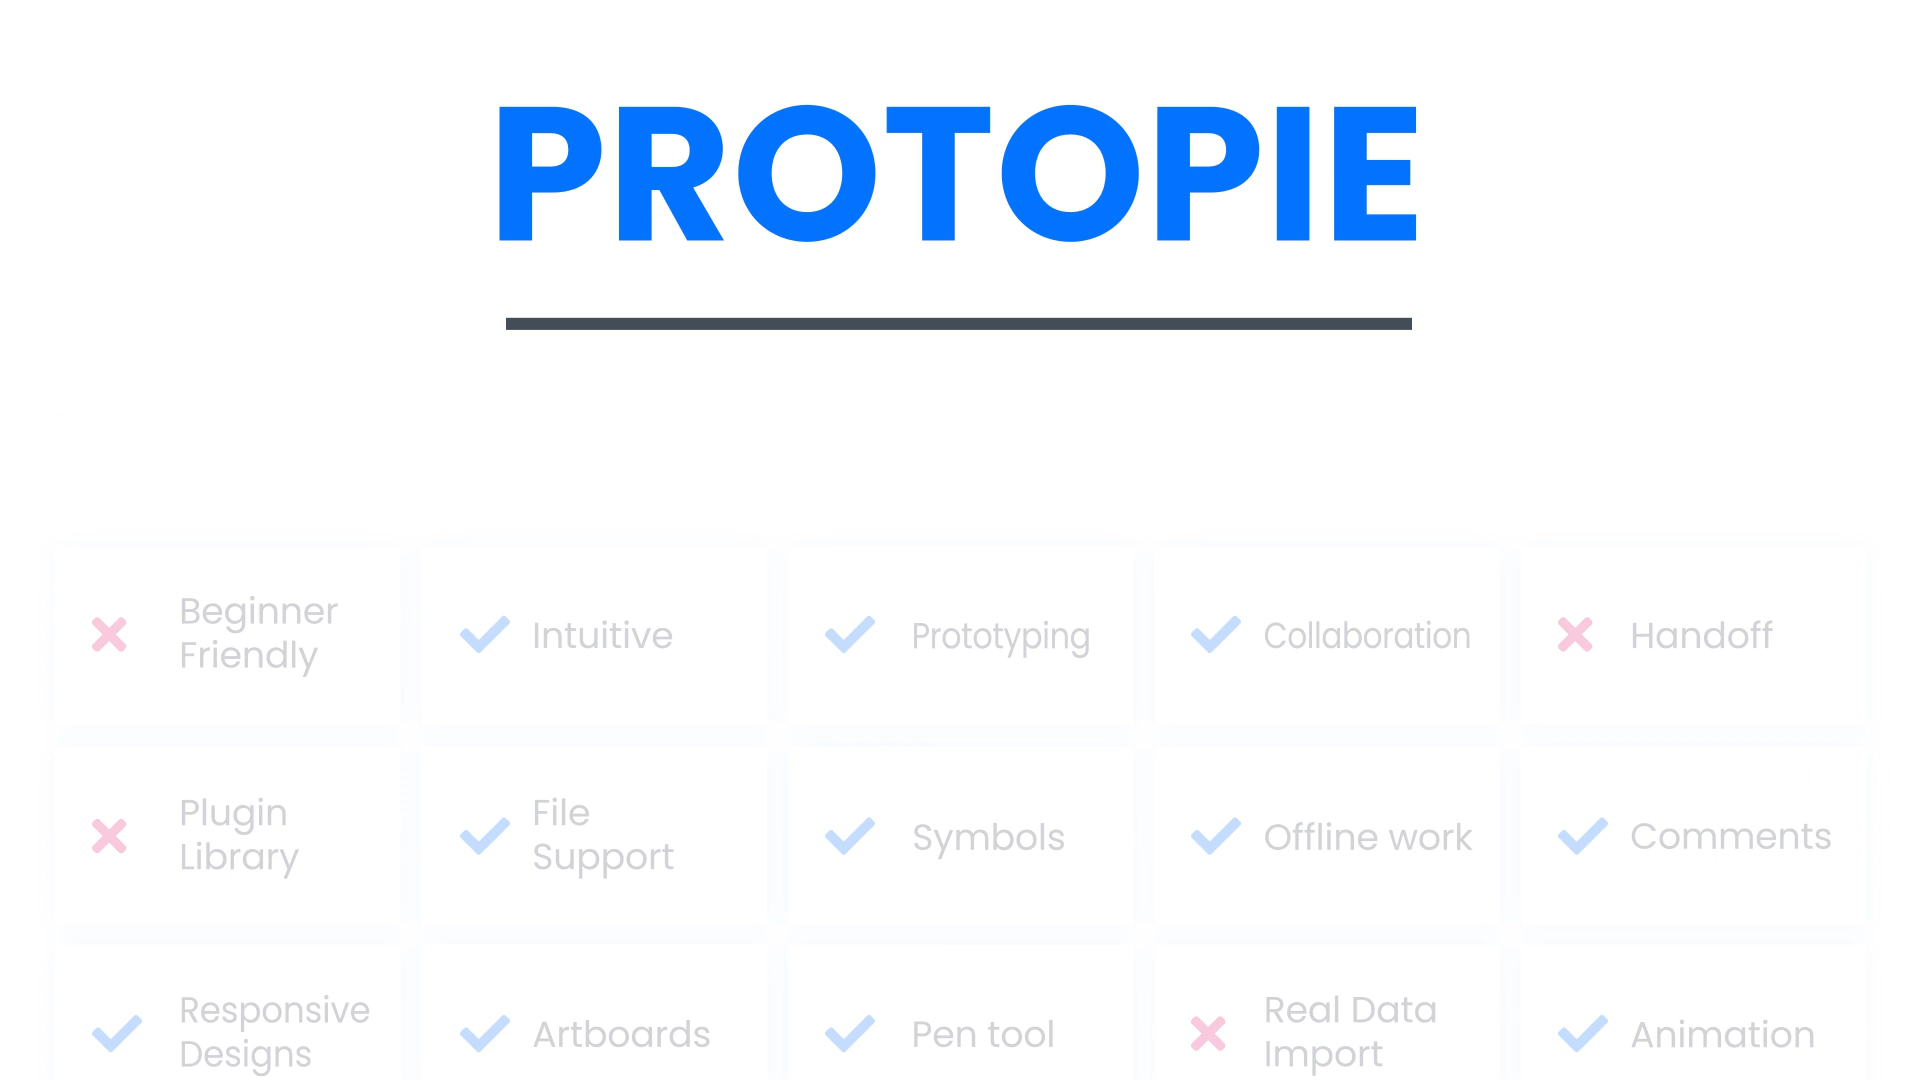 PROTOPIE
Beginner
Friendly
Intuitive
Prototyping
Collaboration
Handoff
Plugin
Library
File
Support
Symbols
Offline work
Comments
Responsive
Designs
Artboards
Pen tool
Real Data
Import
Animation